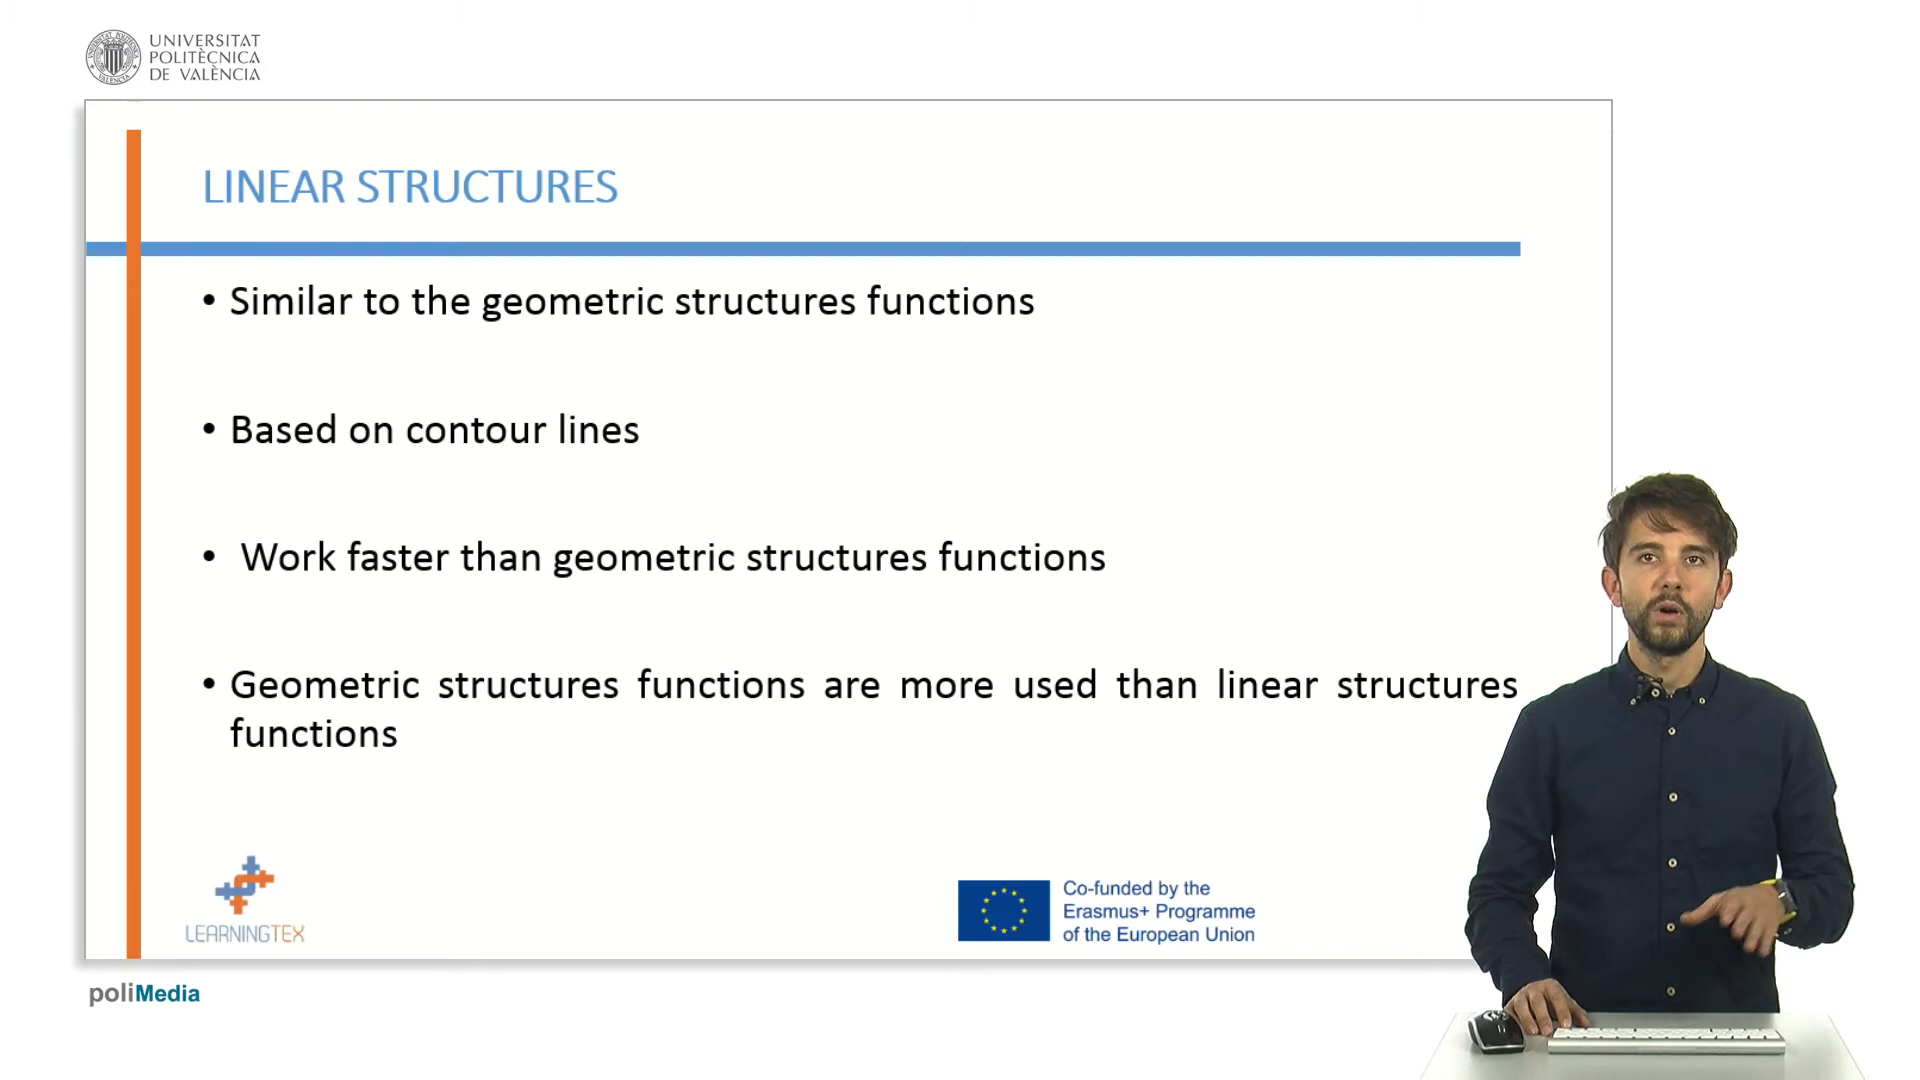 UNIVERSITAT
POLITÈCNICA
DE VALÈNCIA
LINEAR STRUCTURES
• Similar to the geometric structures functions
• Based on contour lines
• Work faster than geometric structures functions
• Geometric structures functions are more used than linear structures
functions
LEARNINGTEX
Co-funded by the
Erasmus+ Programme
of the European Union
poliMedia